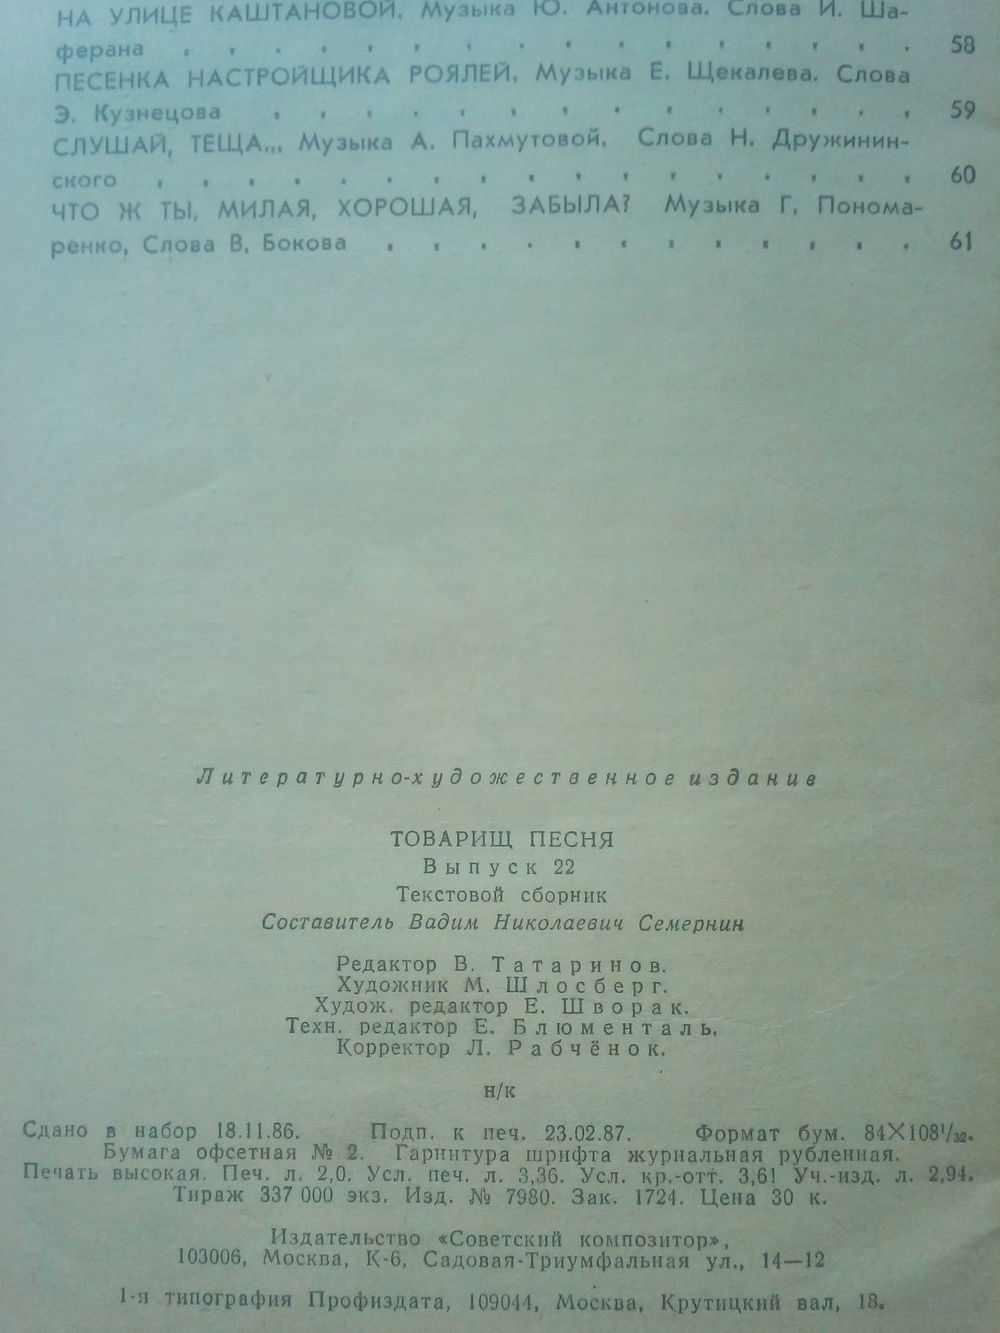 НА УЛИЦЕ КАШТАНОВОЙ. Музыка Ю. Антонова. Слова И. Ша-
ферана . . . . . . . . . . . . . . . . 58
ПЕСЕНКА НАСТРОЙЩИКА РОЯЛЕЙ. Музыка Е. Щекалева. Слова
Э. Кузнецова . . . . . . . . . . . . . . 59
СЛУШАЙ, ТЕЩА... Музыка А. Пахмутовой. Слова Н. Дружинин-
ского . . . . . . . . . . . . . . . . . 60
ЧТО Ж ТЫ, МИЛАЯ, ХОРОШАЯ, ЗАБЫЛА? Музыка Г. Понома-
ренко, Слова В. Бокова . . . . . . . . . . . . 61
Литературно-художественное издание
ТОВАРИЩ ПЕСНЯ
Выпуск 22
Текстовой сборник
Составитель Вадим Николаевич Семернин
Редактор В. Татаринов.
Художник М. Шлосберг.
Худож. редактор Е. Шворак.
Техн. редактор Е. Блюменталь.
Корректор Л. Рабчёнок.
н/к
Сдано в набор 18.11.86. Подп. к печ. 23.02.87. Формат бум. 84×108¹/₃₂.
Бумага офсетная № 2. Гарнитура шрифта журнальная рубленная.
Печать высокая. Печ. л. 2,0. Усл. печ. л. 3,36. Усл. кр.-отт. 3,61 Уч.-изд. л. 2,94.
Тираж 337 000 экз. Изд. № 7980. Зак. 1724. Цена 30 к.
Издательство «Советский композитор»,
103006, Москва, К-6, Садовая-Триумфальная ул., 14—12
1-я типография Профиздата, 109044, Москва, Крутицкий вал, 18.